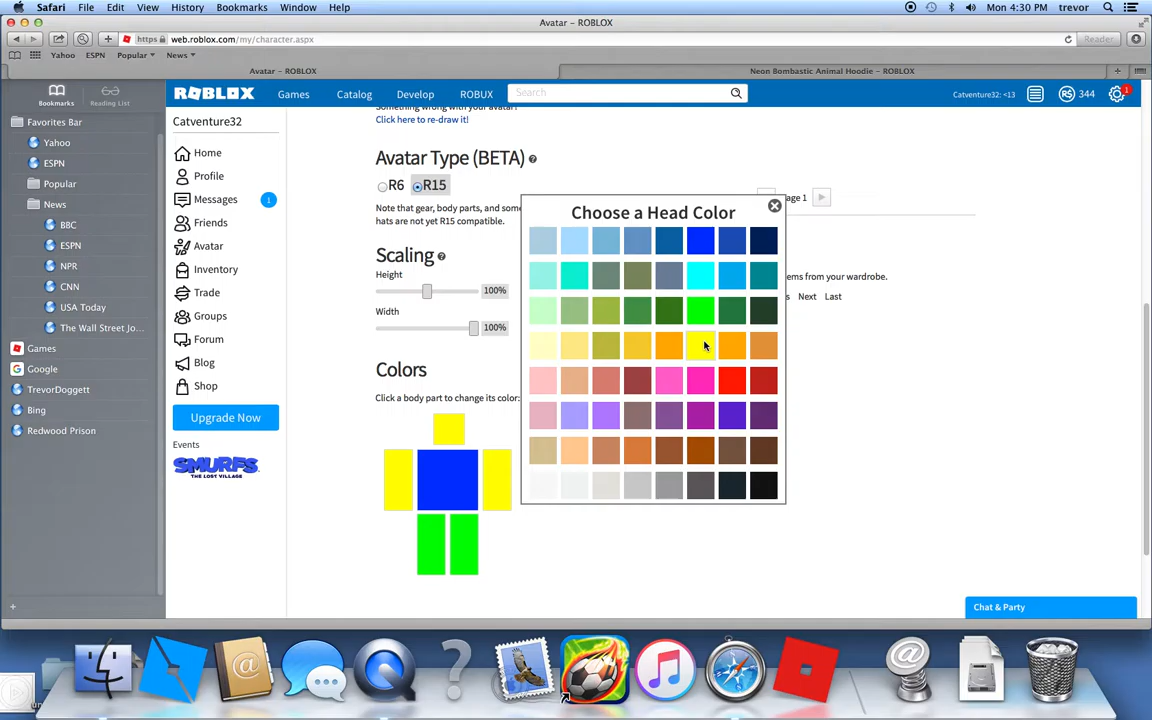 Safari File Edit View History Bookmarks Window Help Mon 4:30 PM trevor
Avatar – ROBLOX
https web.roblox.com/my/character.aspx Reader
Yahoo ESPN Popular News
Avatar – ROBLOX Neon Bombastic Animal Hoodie – ROBLOX
Bookmarks Reading List
Favorites Bar
Yahoo
ESPN
Popular
News
BBC
ESPN
NPR
CNN
USA Today
The Wall Street Jo...
Games
Google
TrevorDoggett
Bing
Redwood Prison
ROBLOX Games Catalog Develop ROBUX Search Catventure32: <13 344 1
Catventure32
Home
Profile
Messages 1
Friends
Avatar
Inventory
Trade
Groups
Forum
Blog
Shop
Upgrade Now
Events
SMURFS
THE LOST VILLAGE
Something wrong with your avatar?
Click here to re-draw it!
Avatar Type (BETA)
R6 R15
Note that gear, body parts, and some
hats are not yet R15 compatible.
Scaling
Height
100%
Width
100%
Colors
Click a body part to change its color:
Choose a Head Color
age 1
ems from your wardrobe.
s Next Last
Chat & Party